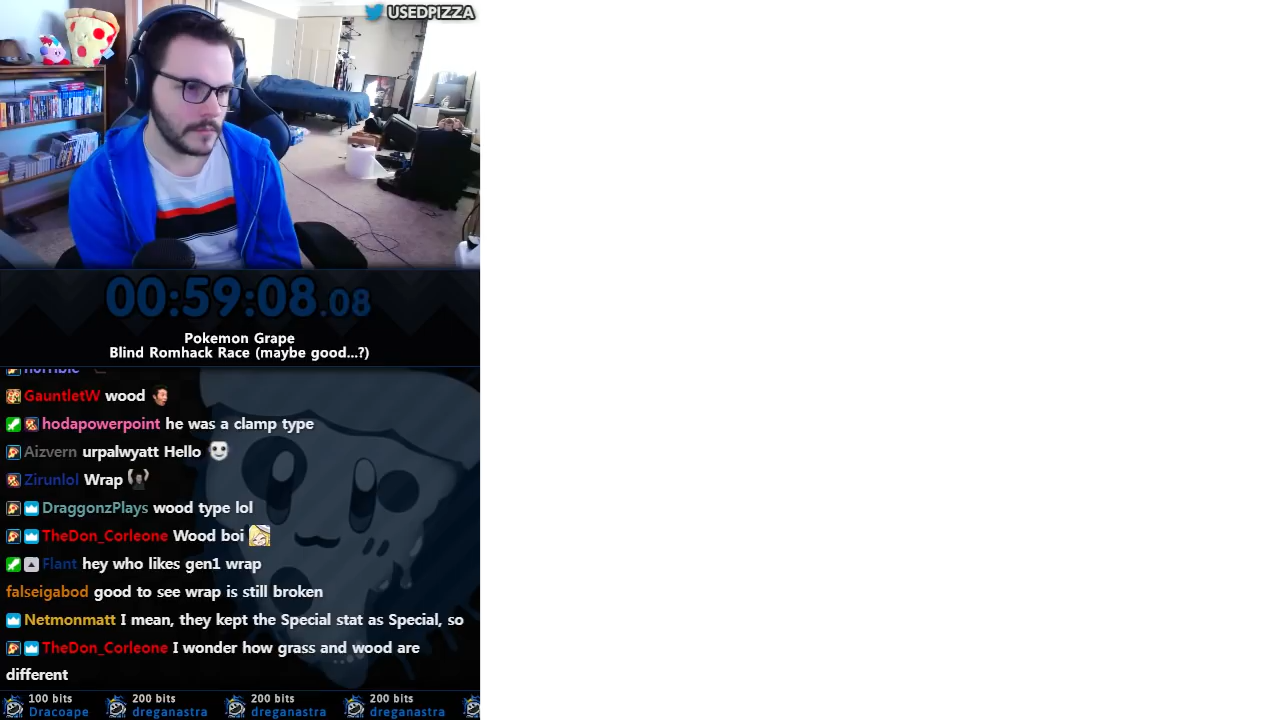 USEDPIZZA
00:59:08.08
Pokemon Grape
Blind Romhack Race (maybe good...?)
horrible
GauntletW wood
hodapowerpoint he was a clamp type
Aizvern urpalwyatt Hello
Zirunlol Wrap
DraggonzPlays wood type lol
TheDon_Corleone Wood boi
Flant hey who likes gen1 wrap
falseigabod good to see wrap is still broken
Netmonmatt I mean, they kept the Special stat as Special, so
TheDon_Corleone I wonder how grass and wood are
different
100 bits 200 bits 200 bits 200 bits
Dracoape dreganastra dreganastra dreganastra